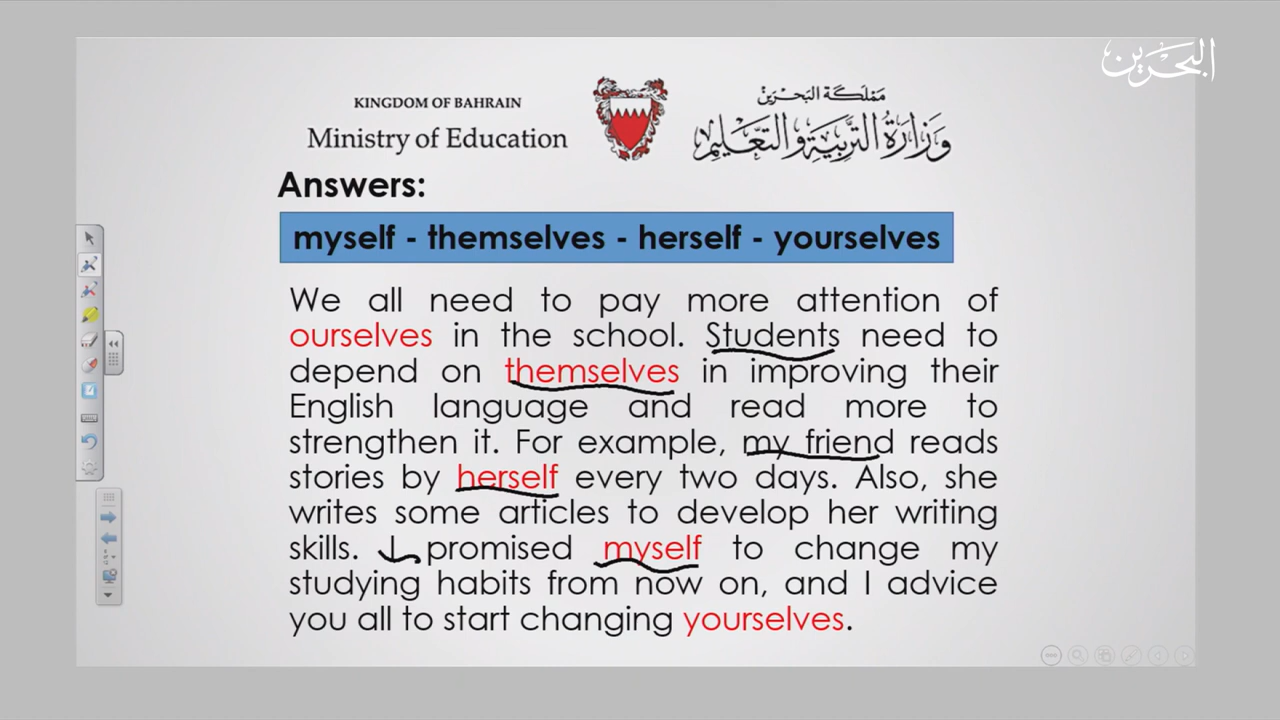 البحرين
KINGDOM OF BAHRAIN
Ministry of Education
مملكة البحرين
وزارة التربية والتعليم
Answers:
myself - themselves - herself - yourselves
We all need to pay more attention of
ourselves in the school. Students need to
depend on themselves in improving their
English language and read more to
strengthen it. For example, my friend reads
stories by herself every two days. Also, she
writes some articles to develop her writing
skills. I promised myself to change my
studying habits from now on, and I advice
you all to start changing yourselves.